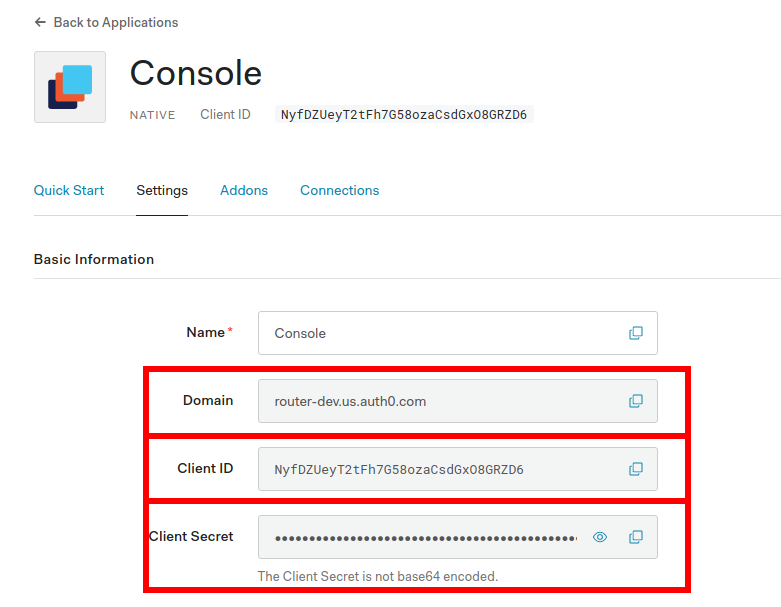 ← Back to Applications
Console
NATIVE Client ID NyfDZUeyT2tFh7G58ozaCsdGxO8GRZD6
Quick Start Settings Addons Connections
Basic Information
Name* Console
Domain router-dev.us.auth0.com
Client ID NyfDZUeyT2tFh7G58ozaCsdGxO8GRZD6
Client Secret ••••••••••••••••••••••••••••••••••••••••••••
The Client Secret is not base64 encoded.